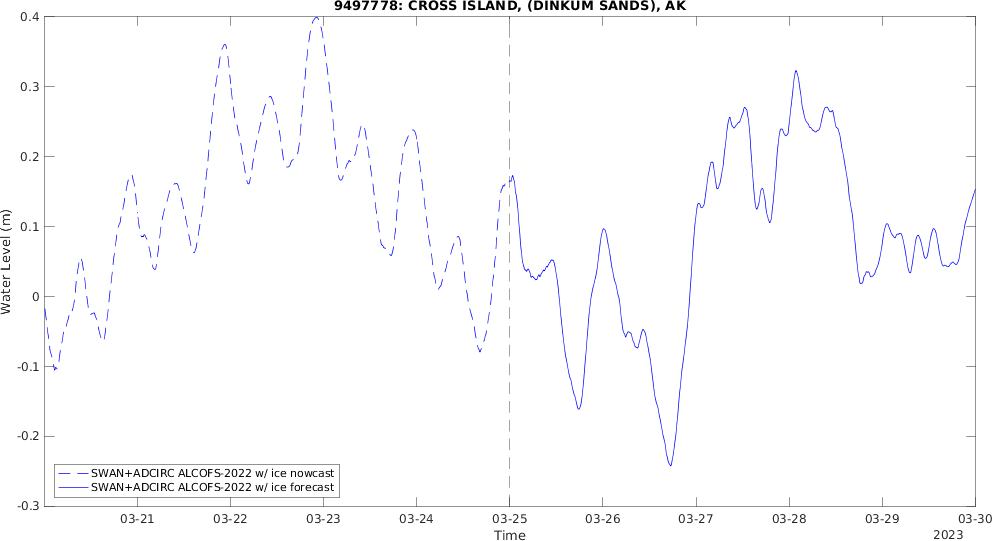 9497778: CROSS ISLAND, (DINKUM SANDS), AK
0.4
0.3
0.2
0.1
0
-0.1
-0.2
-0.3
Water Level (m)
SWAN+ADCIRC ALCOFS-2022 w/ ice nowcast
SWAN+ADCIRC ALCOFS-2022 w/ ice forecast
03-21 03-22 03-23 03-24 03-25 03-26 03-27 03-28 03-29 03-30
Time
2023